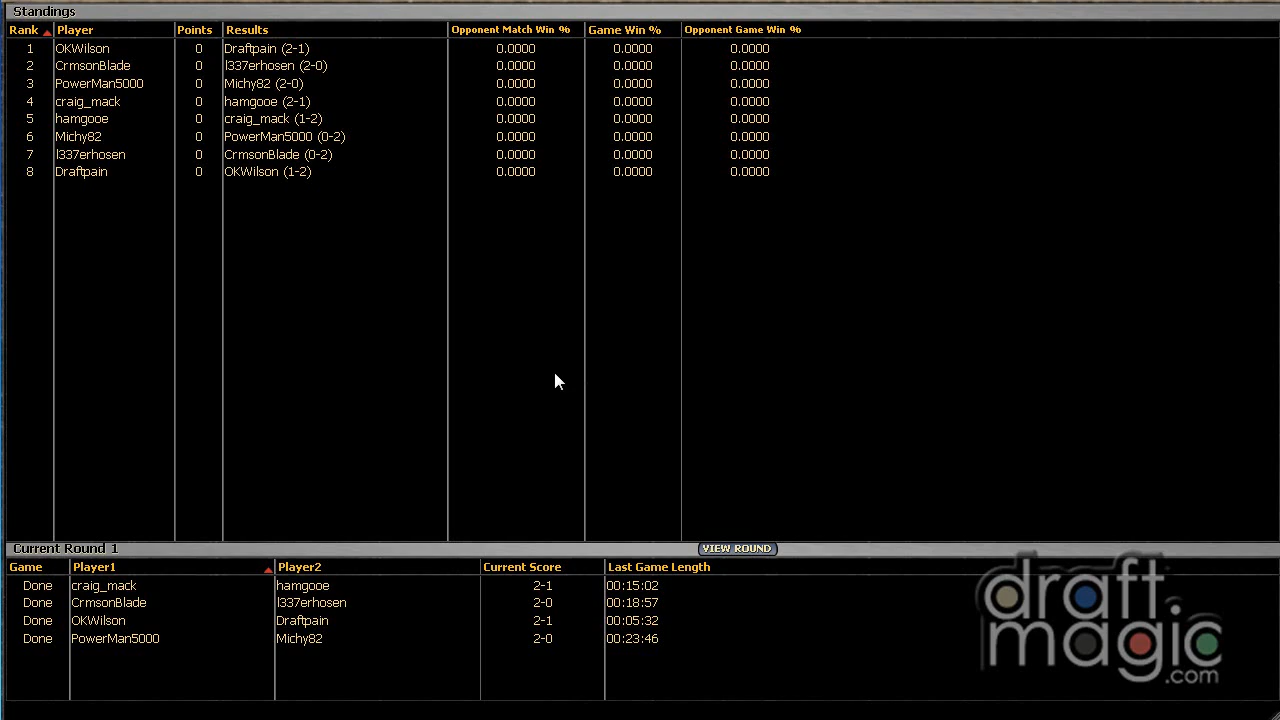 Standings
Rank Player Points Results Opponent Match Win % Game Win % Opponent Game Win %
1 OKWilson 0 Draftpain (2-1) 0.0000 0.0000 0.0000
2 CrmsonBlade 0 l337erhosen (2-0) 0.0000 0.0000 0.0000
3 PowerMan5000 0 Michy82 (2-0) 0.0000 0.0000 0.0000
4 craig_mack 0 hamgooe (2-1) 0.0000 0.0000 0.0000
5 hamgooe 0 craig_mack (1-2) 0.0000 0.0000 0.0000
6 Michy82 0 PowerMan5000 (0-2) 0.0000 0.0000 0.0000
7 l337erhosen 0 CrmsonBlade (0-2) 0.0000 0.0000 0.0000
8 Draftpain 0 OKWilson (1-2) 0.0000 0.0000 0.0000
Current Round 1 VIEW ROUND
Game Player1 Player2 Current Score Last Game Length
Done craig_mack hamgooe 2-1 00:15:02
Done CrmsonBlade l337erhosen 2-0 00:18:57
Done OKWilson Draftpain 2-1 00:05:32
Done PowerMan5000 Michy82 2-0 00:23:46
draft
magic
.com